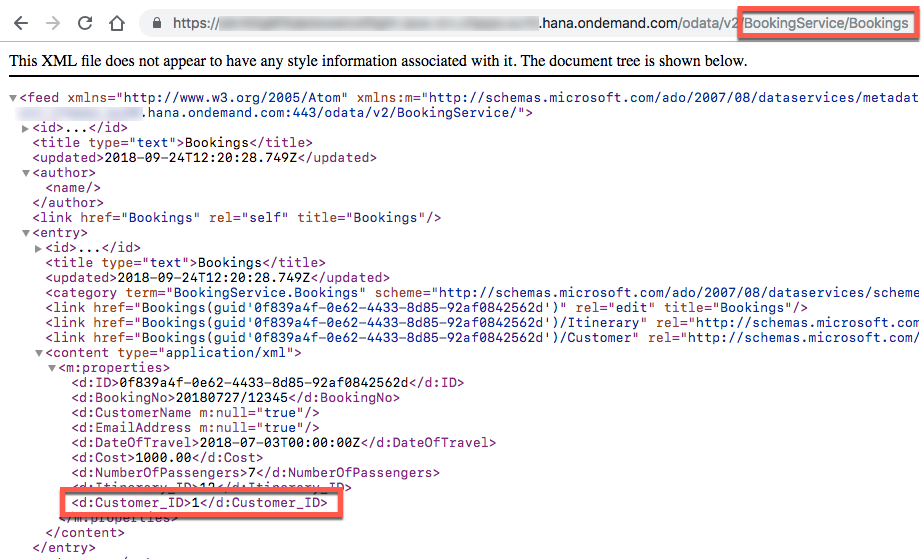 https:// .hana.ondemand.com/odata/v2/BookingService/Bookings
This XML file does not appear to have any style information associated with it. The document tree is shown below.
<feed xmlns="http://www.w3.org/2005/Atom" xmlns:m="http://schemas.microsoft.com/ado/2007/08/dataservices/metadat
.hana.ondemand.com:443/odata/v2/BookingService/">
<id>...</id>
<title type="text">Bookings</title>
<updated>2018-09-24T12:20:28.749Z</updated>
<author>
<name/>
</author>
<link href="Bookings" rel="self" title="Bookings"/>
<entry>
<id>...</id>
<title type="text">Bookings</title>
<updated>2018-09-24T12:20:28.749Z</updated>
<category term="BookingService.Bookings" scheme="http://schemas.microsoft.com/ado/2007/08/dataservices/scheme
<link href="Bookings(guid'0f839a4f-0e62-4433-8d85-92af0842562d')" rel="edit" title="Bookings"/>
<link href="Bookings(guid'0f839a4f-0e62-4433-8d85-92af0842562d')/Itinerary" rel="http://schemas.microsoft.com/
<link href="Bookings(guid'0f839a4f-0e62-4433-8d85-92af0842562d')/Customer" rel="http://schemas.microsoft.com/a
<content type="application/xml">
<m:properties>
<d:ID>0f839a4f-0e62-4433-8d85-92af0842562d</d:ID>
<d:BookingNo>20180727/12345</d:BookingNo>
<d:CustomerName m:null="true"/>
<d:EmailAddress m:null="true"/>
<d:DateOfTravel>2018-07-03T00:00:00Z</d:DateOfTravel>
<d:Cost>1000.00</d:Cost>
<d:NumberOfPassengers>7</d:NumberOfPassengers>
<d:Itinerary_ID>12</d:Itinerary_ID>
<d:Customer_ID>1</d:Customer_ID>
</m:properties>
</content>
</entry>